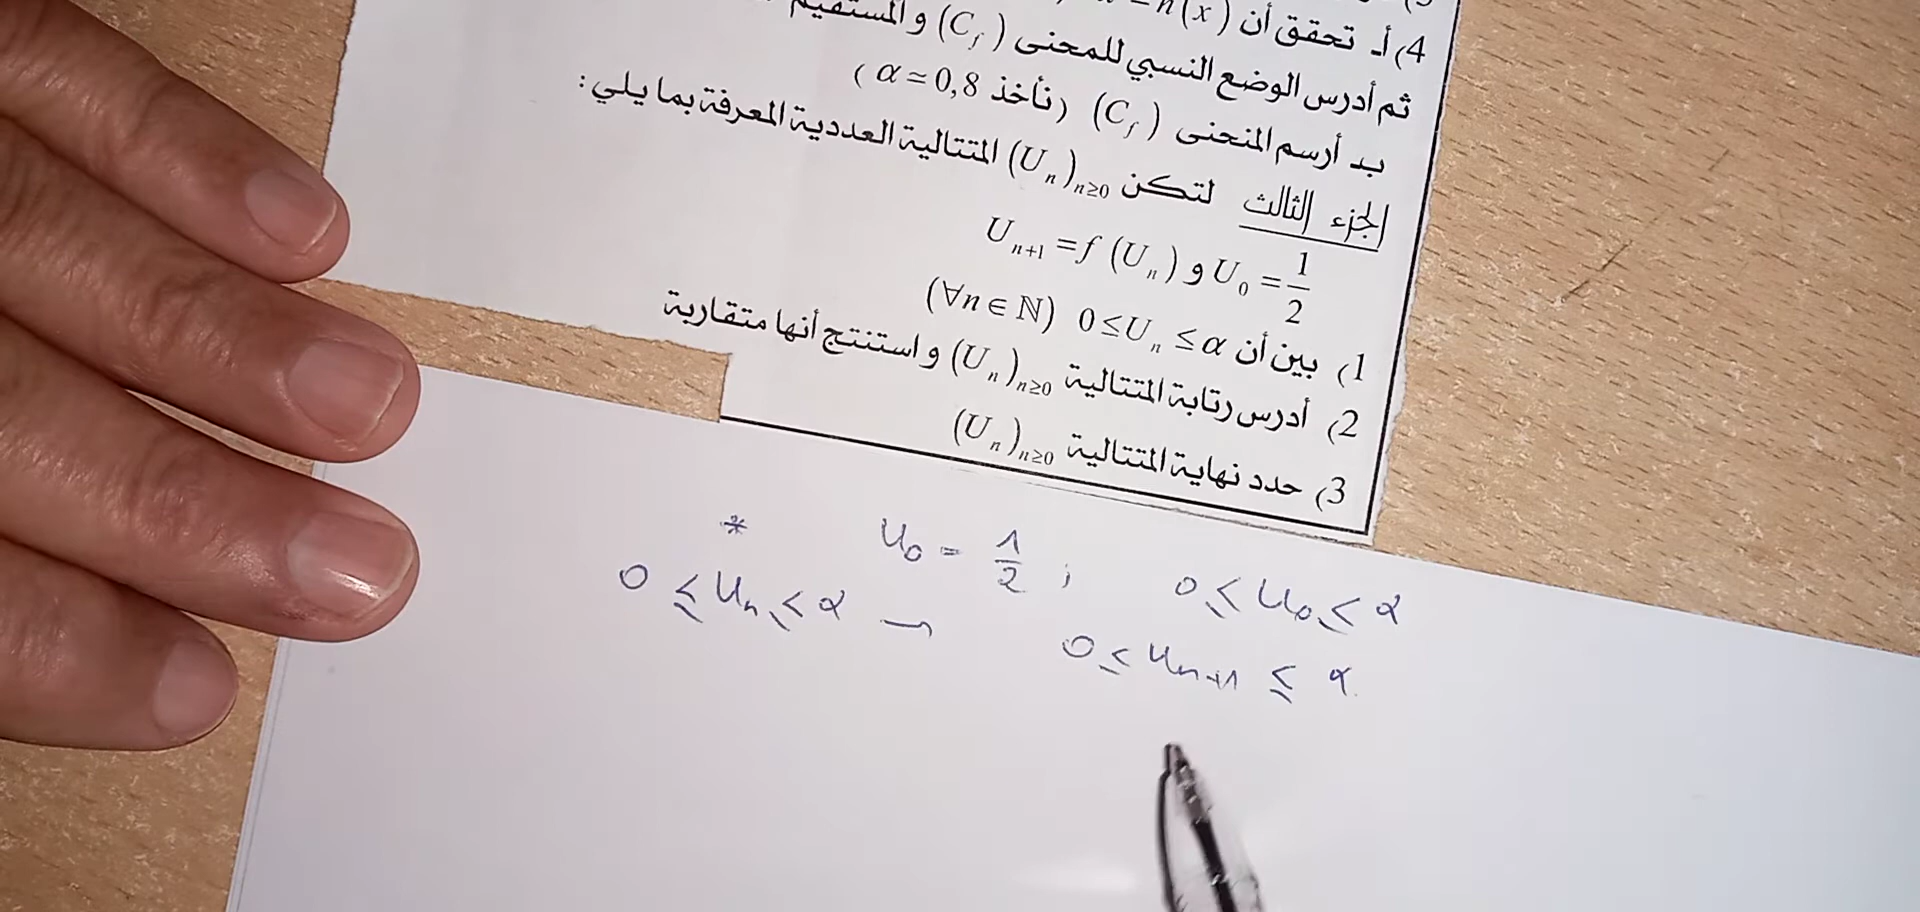 4) أ- تحقق أن h(x)
ثم أدرس الوضع النسبي للمحنى (C_f) و المستقيم
بـ أرسم المنحنى (C_f) (نأخذ α ≃ 0,8)
الجزء الثالث لتكن (U_n)_{n≥0} المتتالية العددية المعرفة بما يلي :
U_{n+1} = f(U_n) و U_0 = 1/2
1) بين أن 0 ≤ U_n ≤ α (∀n ∈ ℕ)
2) أدرس رتابة المتتالية (U_n)_{n≥0} و استنتج أنها متقاربة
3) حدد نهاية المتتالية (U_n)_{n≥0}
* U_0 = 1/2 ; 0 ≤ U_0 ≤ α
0 ≤ U_n ≤ α 0 ≤ U_{n+1} ≤ α